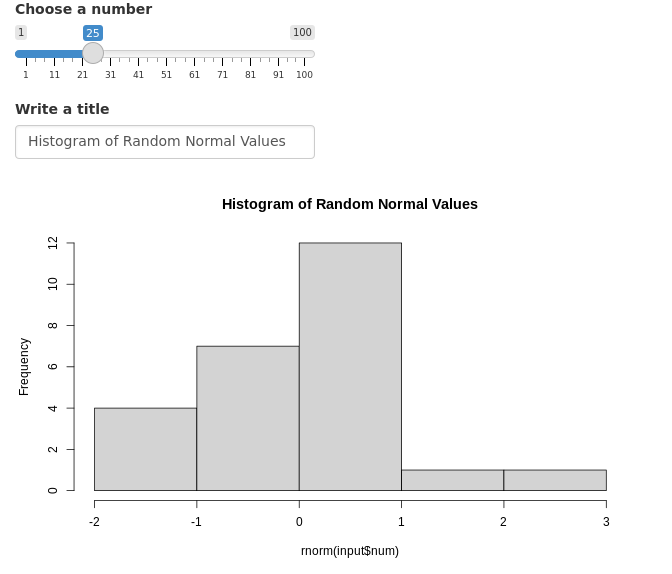 Choose a number
1 25 100
1 11 21 31 41 51 61 71 81 91 100
Write a title
Histogram of Random Normal Values
Histogram of Random Normal Values
12
10
8
6
4
2
0
Frequency
-2 -1 0 1 2 3
rnorm(input$num)